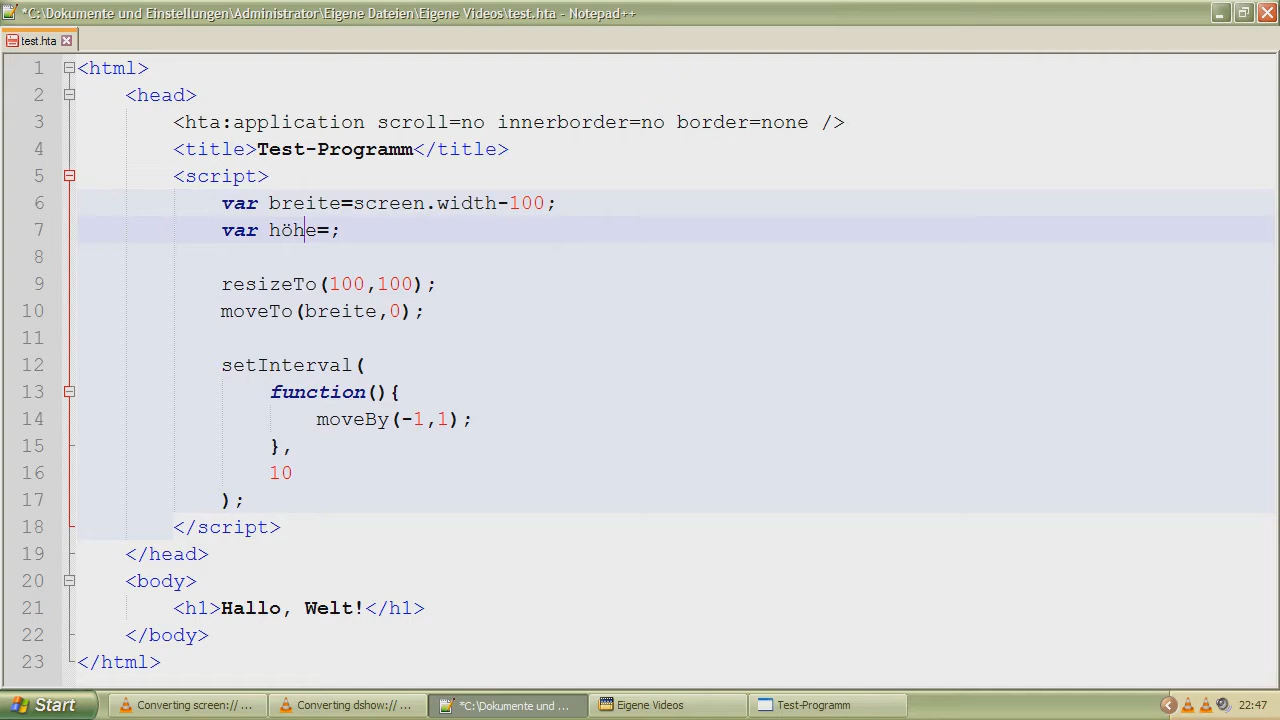 *C:\Dokumente und Einstellungen\Administrator\Eigene Dateien\Eigene Videos\test.hta - Notepad++
test.hta
1 <html>
2 <head>
3 <hta:application scroll=no innerborder=no border=none />
4 <title>Test-Programm</title>
5 <script>
6 var breite=screen.width-100;
7 var höhe=;
8
9 resizeTo(100,100);
10 moveTo(breite,0);
11
12 setInterval(
13 function(){
14 moveBy(-1,1);
15 },
16 10
17 );
18 </script>
19 </head>
20 <body>
21 <h1>Hallo, Welt!</h1>
22 </body>
23 </html>
Start Converting screen:// ... Converting dshow:// ... *C:\Dokumente und ... Eigene Videos Test-Programm 22:47